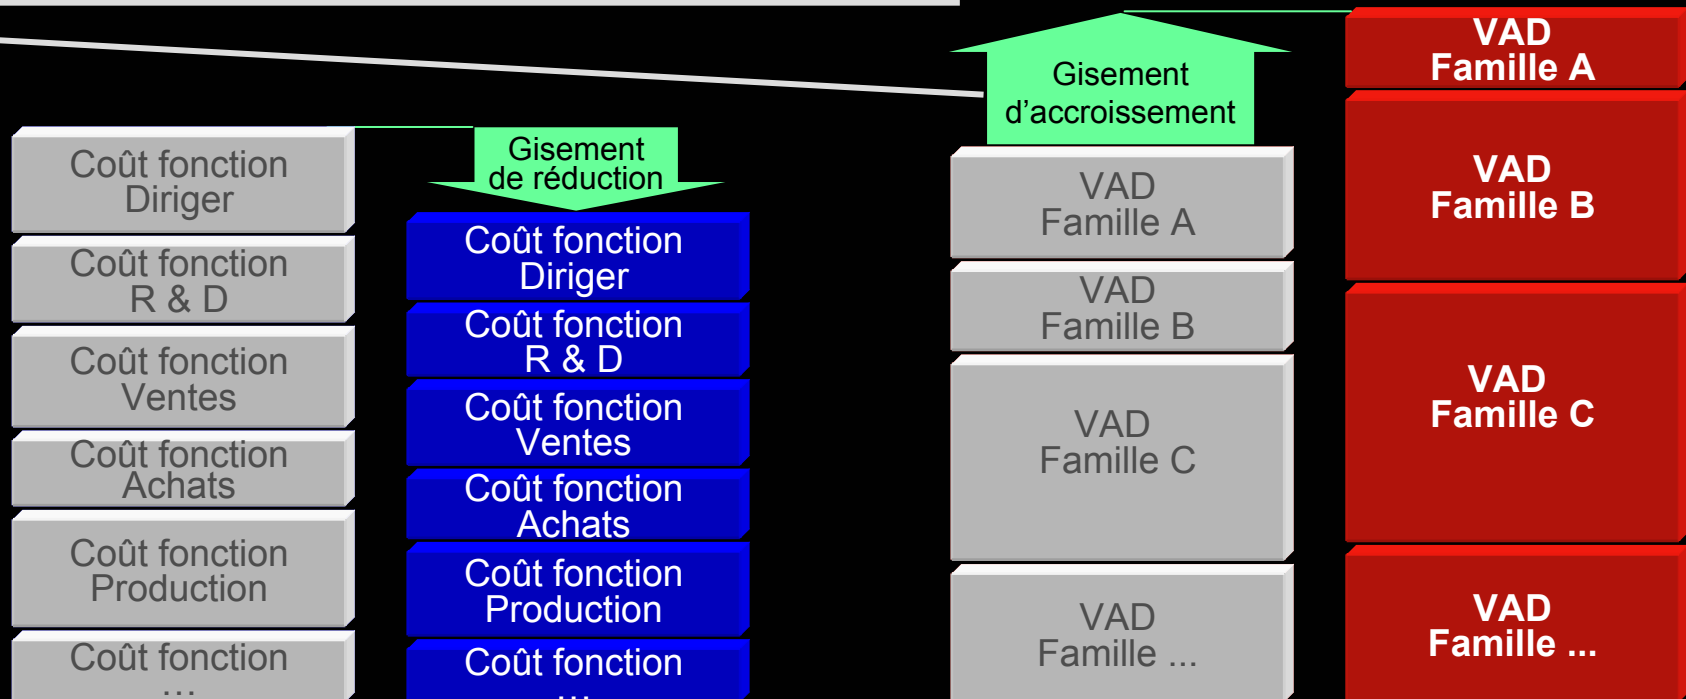 Coût fonction
Diriger
Coût fonction
R & D
Coût fonction
Ventes
Coût fonction
Achats
Coût fonction
Production
Coût fonction
...
Gisement
de réduction
Coût fonction
Diriger
Coût fonction
R & D
Coût fonction
Ventes
Coût fonction
Achats
Coût fonction
Production
Coût fonction
...
Gisement
d’accroissement
VAD
Famille A
VAD
Famille B
VAD
Famille C
VAD
Famille ...
VAD
Famille A
VAD
Famille B
VAD
Famille C
VAD
Famille ...